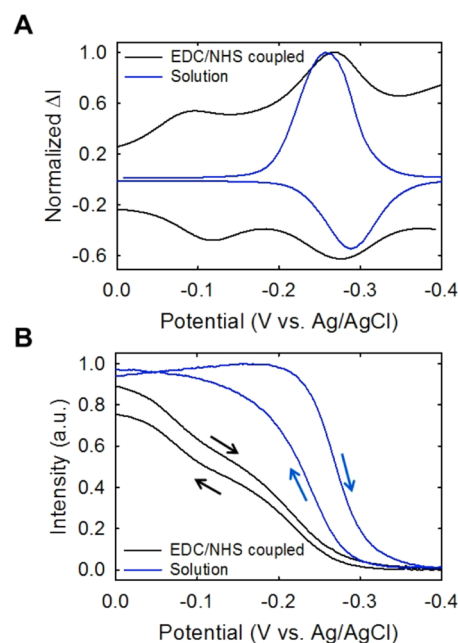 A
EDC/NHS coupled
Solution
1.0
0.6
0.2
-0.2
-0.6
Normalized ΔI
0.0 -0.1 -0.2 -0.3 -0.4
Potential (V vs. Ag/AgCl)
B
1.0
0.8
0.6
0.4
0.2
0.0
Intensity (a.u.)
EDC/NHS coupled
Solution
0.0 -0.1 -0.2 -0.3 -0.4
Potential (V vs. Ag/AgCl)